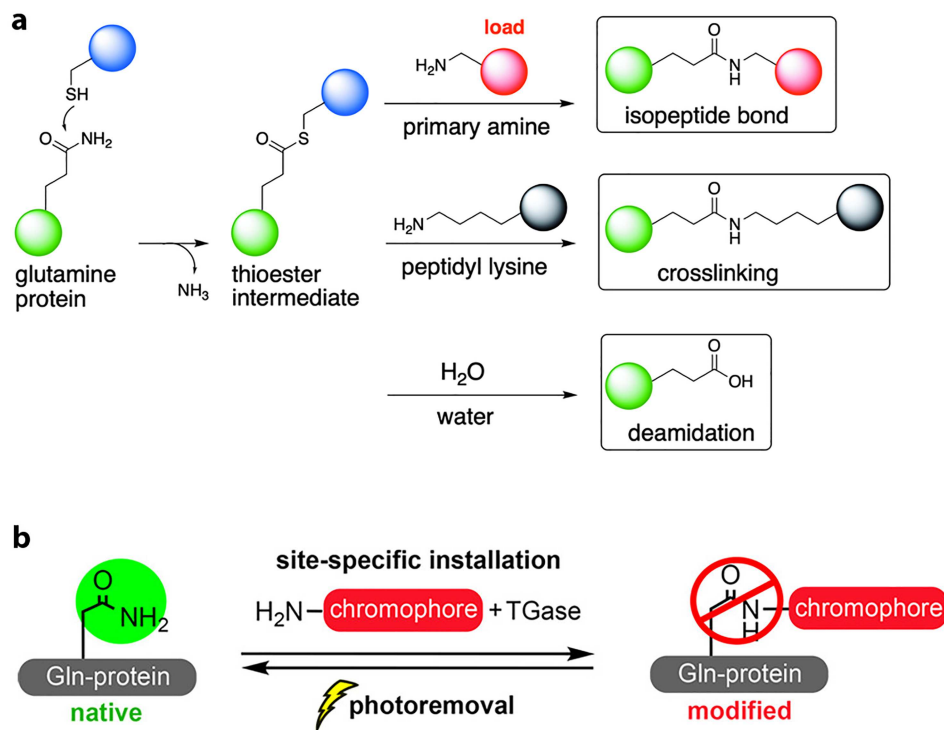 a
load
H2N
primary amine
O
N
H
isopeptide bond
SH
O
NH2
glutamine
protein
NH3
O
S
thioester
intermediate
H2N
peptidyl lysine
O
N
H
crosslinking
H2O
water
O
OH
deamidation
b
site-specific installation
H2N chromophore + TGase
photoremoval
O
NH2
Gln-protein
native
O
N
H
chromophore
Gln-protein
modified